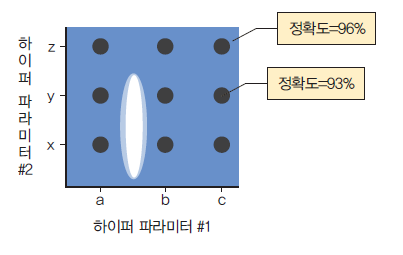 정확도=96%
정확도=93%
하이퍼 파라미터 #2
z
y
x
a b c
하이퍼 파라미터 #1